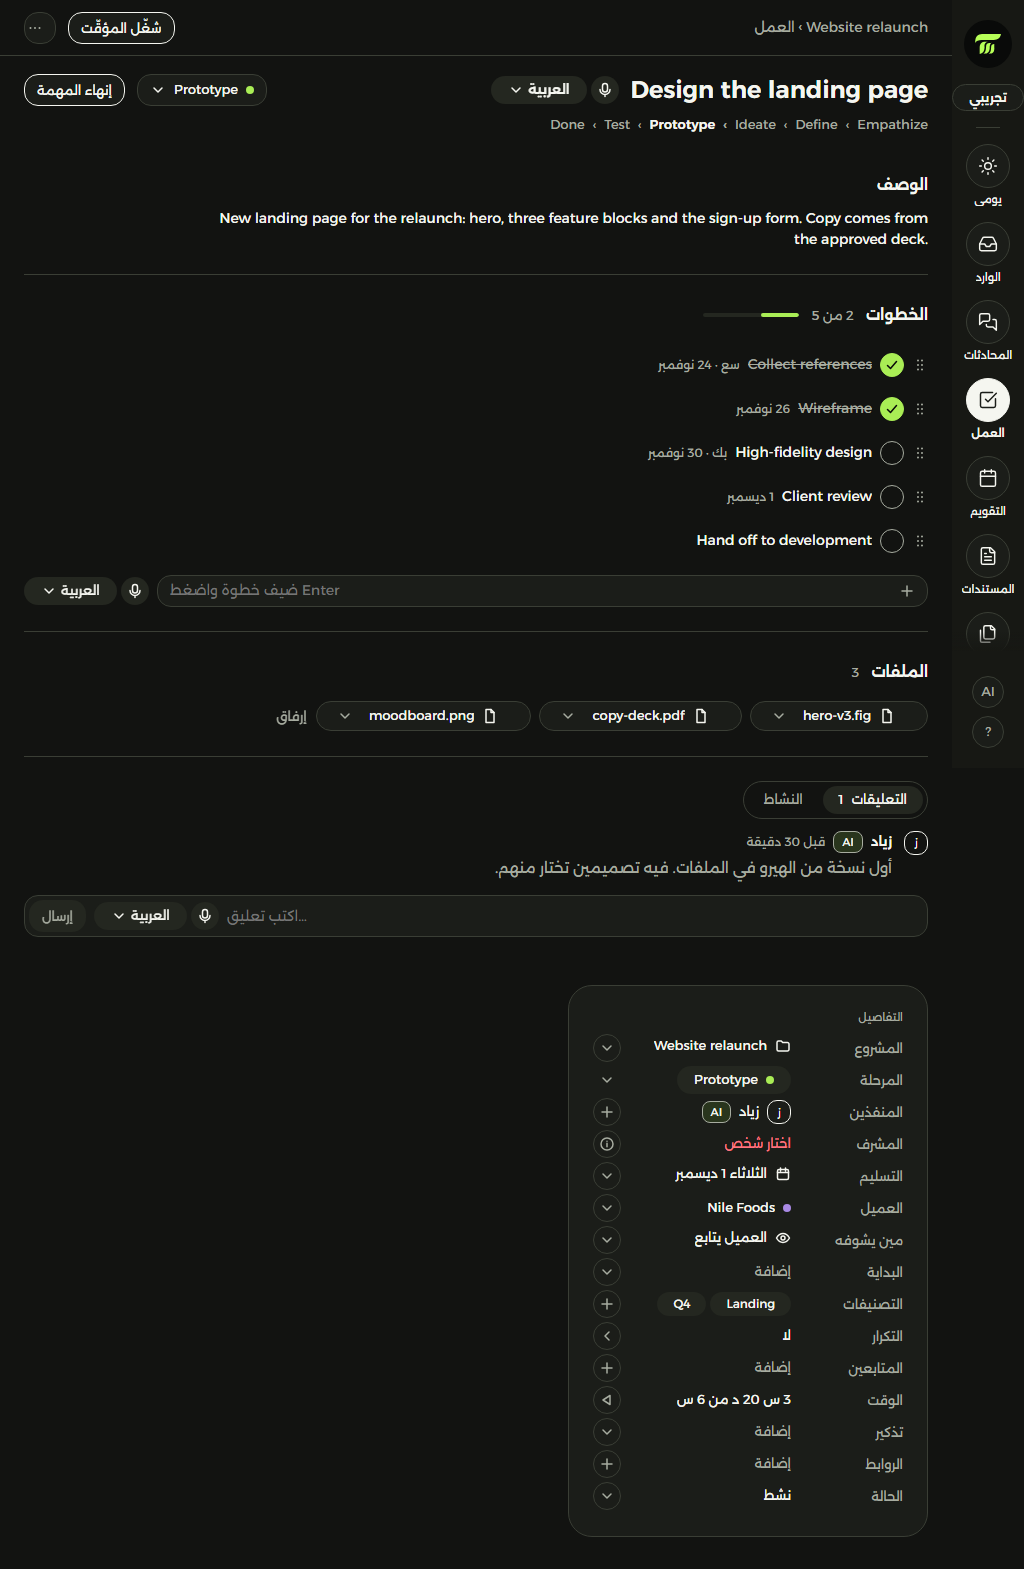 تجريبي
يومي
الوارد
المحادثات
العمل
التقويم
المستندات
AI
?
العمل › Website relaunch
شغّل المؤقّت
Design the landing page
العربية
Prototype
إنهاء المهمة
Empathize › Define › Ideate › Prototype › Test › Done
الوصف
New landing page for the relaunch: hero, three feature blocks and the sign-up form. Copy comes from
the approved deck.
الخطوات
2 من 5
Collect references سع · 24 نوفمبر
Wireframe 26 نوفمبر
High-fidelity design بك · 30 نوفمبر
Client review 1 ديسمبر
Hand off to development
ضيف خطوة واضغط Enter
العربية
الملفات 3
hero-v3.fig
copy-deck.pdf
moodboard.png
إرفاق
التعليقات 1
النشاط
ز زياد AI قبل 30 دقيقة
أول نسخة من الهيرو في الملفات. فيه تصميمين تختار منهم.
اكتب تعليق...
العربية
إرسال
التفاصيل
المشروع Website relaunch
المرحلة Prototype
المنفذين ز زياد AI
المشرف اختار شخص
التسليم الثلاثاء 1 ديسمبر
العميل Nile Foods
مين يشوفه العميل يتابع
البداية إضافة
التصنيفات Landing Q4
التكرار لا
المتابعين إضافة
الوقت 3 س 20 د من 6 س
تذكير إضافة
الروابط إضافة
الحالة نشط